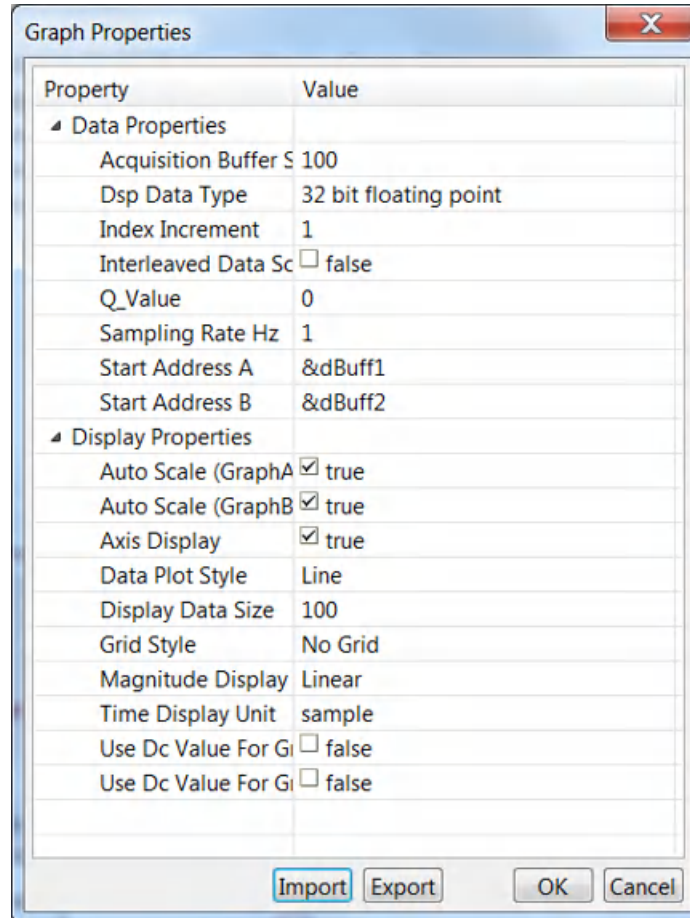 Graph Properties
Property Value
Data Properties
Acquisition Buffer S 100
Dsp Data Type 32 bit floating point
Index Increment 1
Interleaved Data Sc false
Q_Value 0
Sampling Rate Hz 1
Start Address A &dBuff1
Start Address B &dBuff2
Display Properties
Auto Scale (GraphA true
Auto Scale (GraphB true
Axis Display true
Data Plot Style Line
Display Data Size 100
Grid Style No Grid
Magnitude Display Linear
Time Display Unit sample
Use Dc Value For Gr false
Use Dc Value For Gr false
Import Export OK Cancel